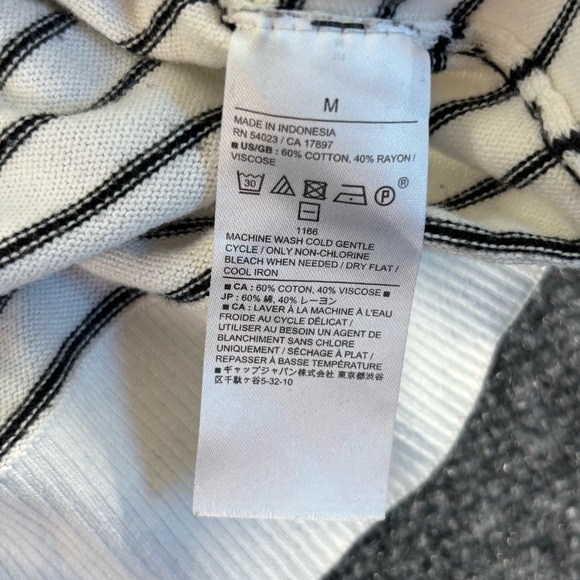 M
MADE IN INDONESIA
RN 54023 / CA 17897
■ US/GB : 60% COTTON, 40% RAYON /
VISCOSE
30
P ®
1166
MACHINE WASH COLD GENTLE
CYCLE / ONLY NON-CHLORINE
BLEACH WHEN NEEDED / DRY FLAT /
COOL IRON
■ CA : 60% COTON, 40% VISCOSE ■
JP : 60% 綿, 40% レーヨン
■ CA : LAVER À LA MACHINE À L'EAU
FROIDE AU CYCLE DÉLICAT /
UTILISER AU BESOIN UN AGENT DE
BLANCHIMENT SANS CHLORE
UNIQUEMENT / SÉCHAGE À PLAT /
REPASSER À BASSE TEMPÉRATURE
■ ギャップジャパン株式会社 東京都渋谷
区千駄ヶ谷5-32-10